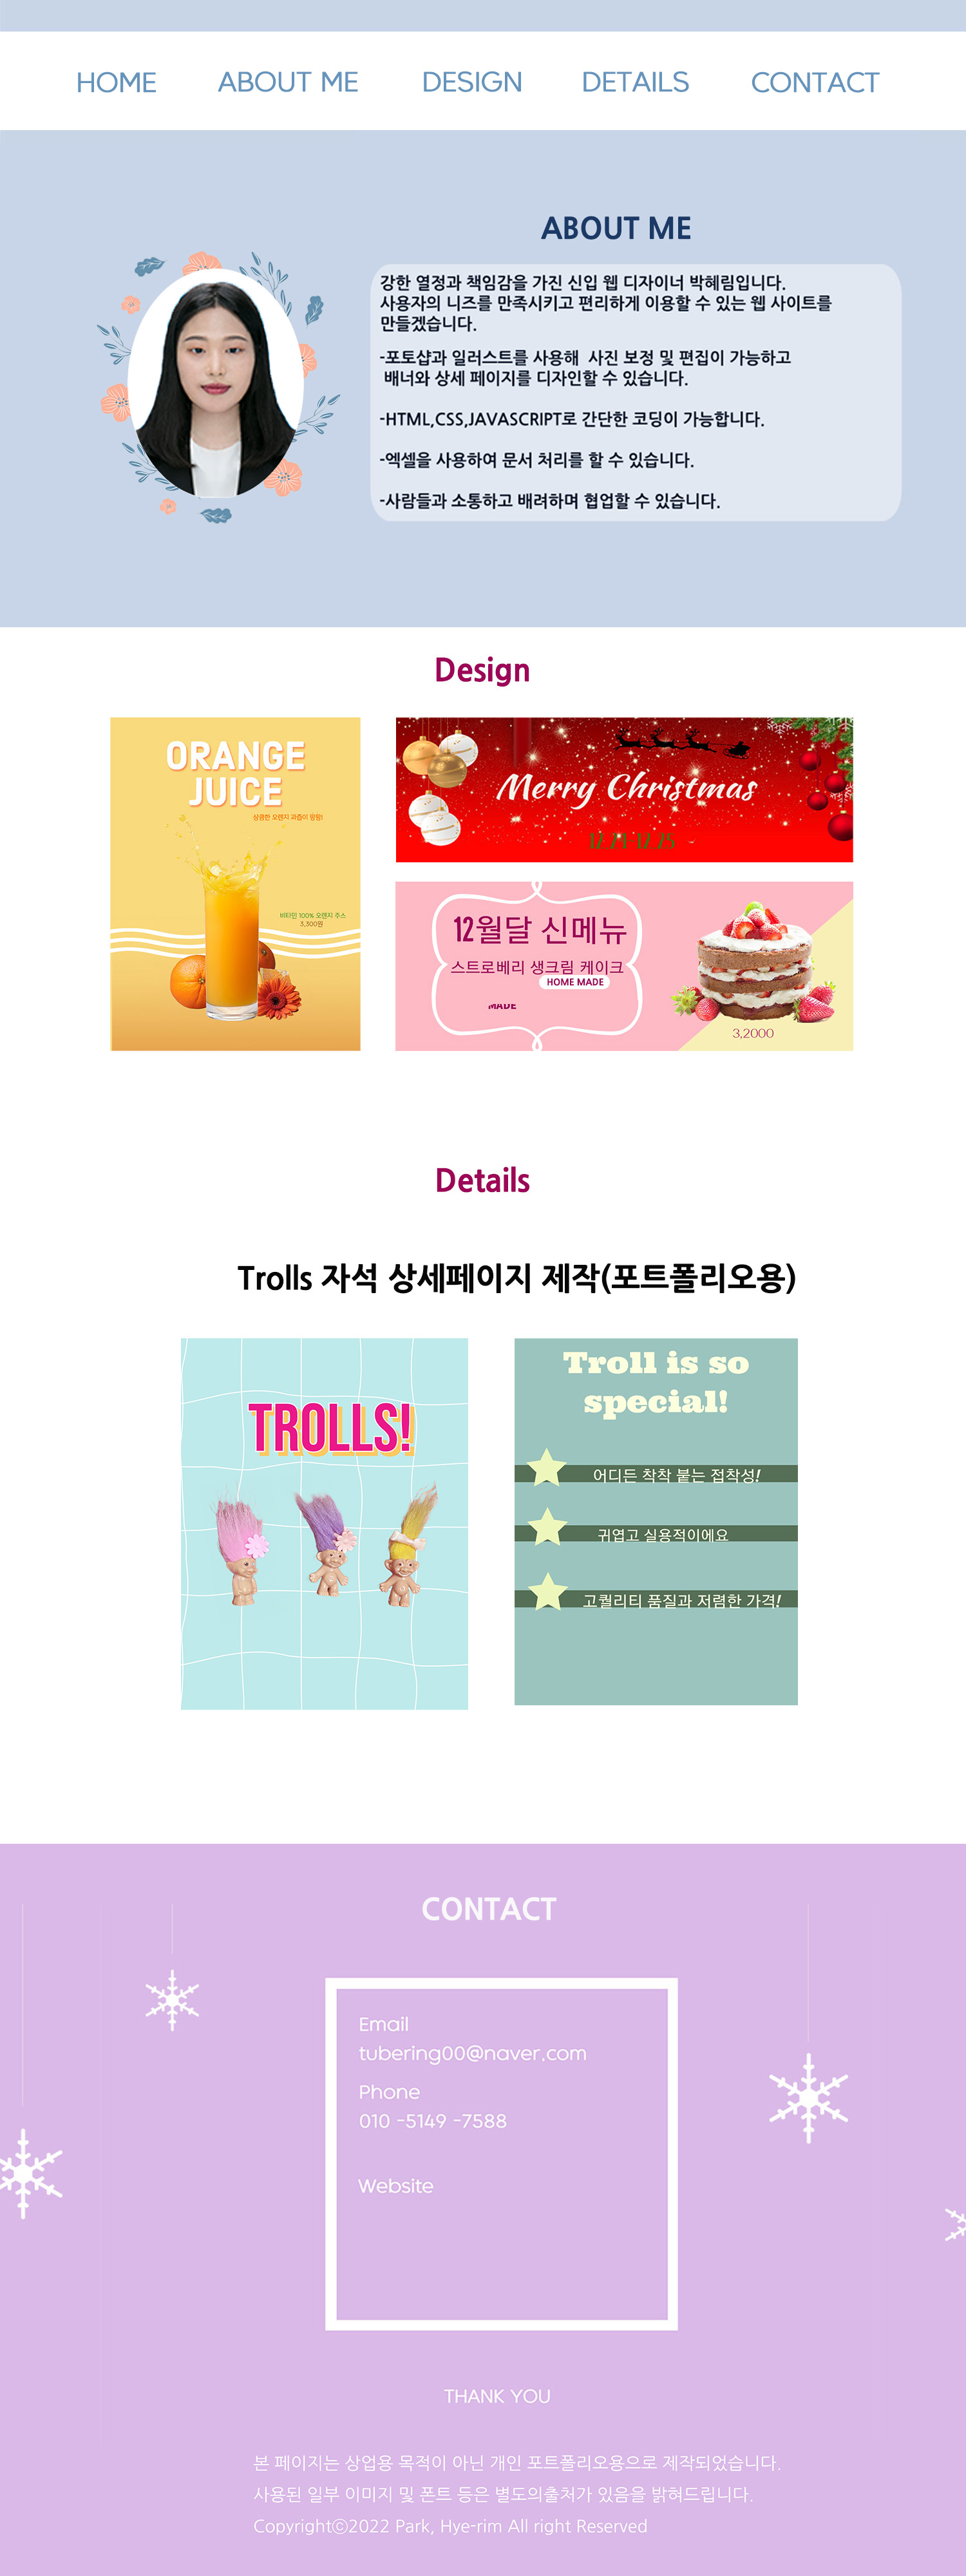 HOME
ABOUT ME
DESIGN
DETAILS
CONTACT
ABOUT ME
강한 열정과 책임감을 가진 신입 웹 디자이너 박혜림입니다.
사용자의 니즈를 만족시키고 편리하게 이용할 수 있는 웹 사이트를
만들겠습니다.
-포토샵과 일러스트를 사용해 사진 보정 및 편집이 가능하고
배너와 상세 페이지를 디자인할 수 있습니다.
-HTML,CSS,JAVASCRIPT로 간단한 코딩이 가능합니다.
-엑셀을 사용하여 문서 처리를 할 수 있습니다.
-사람들과 소통하고 배려하며 협업할 수 있습니다.
Design
ORANGE
JUICE
상큼한 오렌지 과즙이 팡팡!
비타민 100% 오렌지 주스
3,300원
Merry Christmas
12월달 신메뉴
스트로베리 생크림 케이크
HOME MADE
MADE
3,2000
Details
Trolls 자석 상세페이지 제작(포트폴리오용)
TROLLS!
Troll is so
special!
어디든 착착 붙는 접착성!
귀엽고 실용적이에요
고퀄리티 품질과 저렴한 가격!
CONTACT
Email
tubering00@naver.com
Phone
010 -5149 -7588
Website
THANK YOU
본 페이지는 상업용 목적이 아닌 개인 포트폴리오용으로 제작되었습니다.
사용된 일부 이미지 및 폰트 등은 별도의출처가 있음을 밝혀드립니다.
Copyrightⓒ2022 Park, Hye-rim All right Reserved